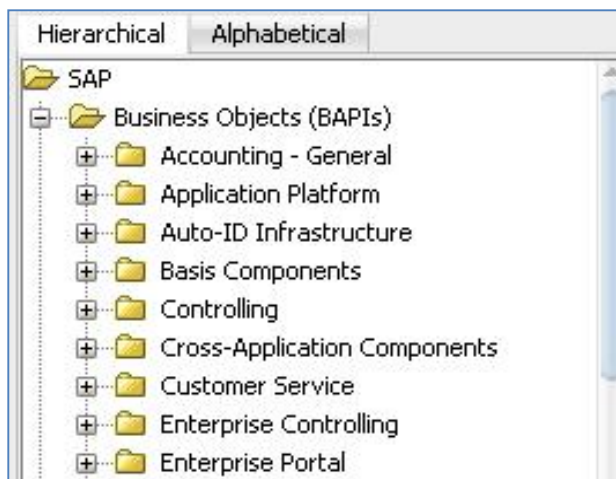 Hierarchical Alphabetical
SAP
Business Objects (BAPIs)
Accounting - General
Application Platform
Auto-ID Infrastructure
Basis Components
Controlling
Cross-Application Components
Customer Service
Enterprise Controlling
Enterprise Portal